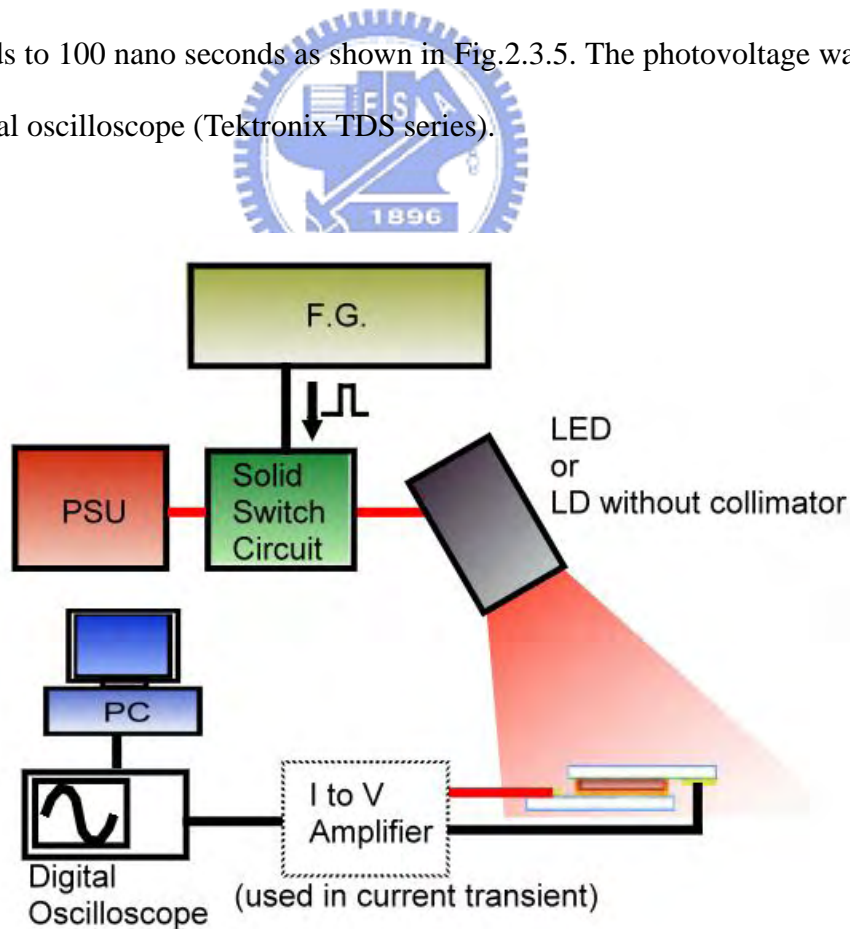 ds to 100 nano seconds as shown in Fig.2.3.5. The photovoltage wa
al oscilloscope (Tektronix TDS series).
E S A
1896
F.G.
LED
or
LD without collimator
PSU
Solid
Switch
Circuit
PC
I to V
Amplifier
Digital
Oscilloscope
(used in current transient)